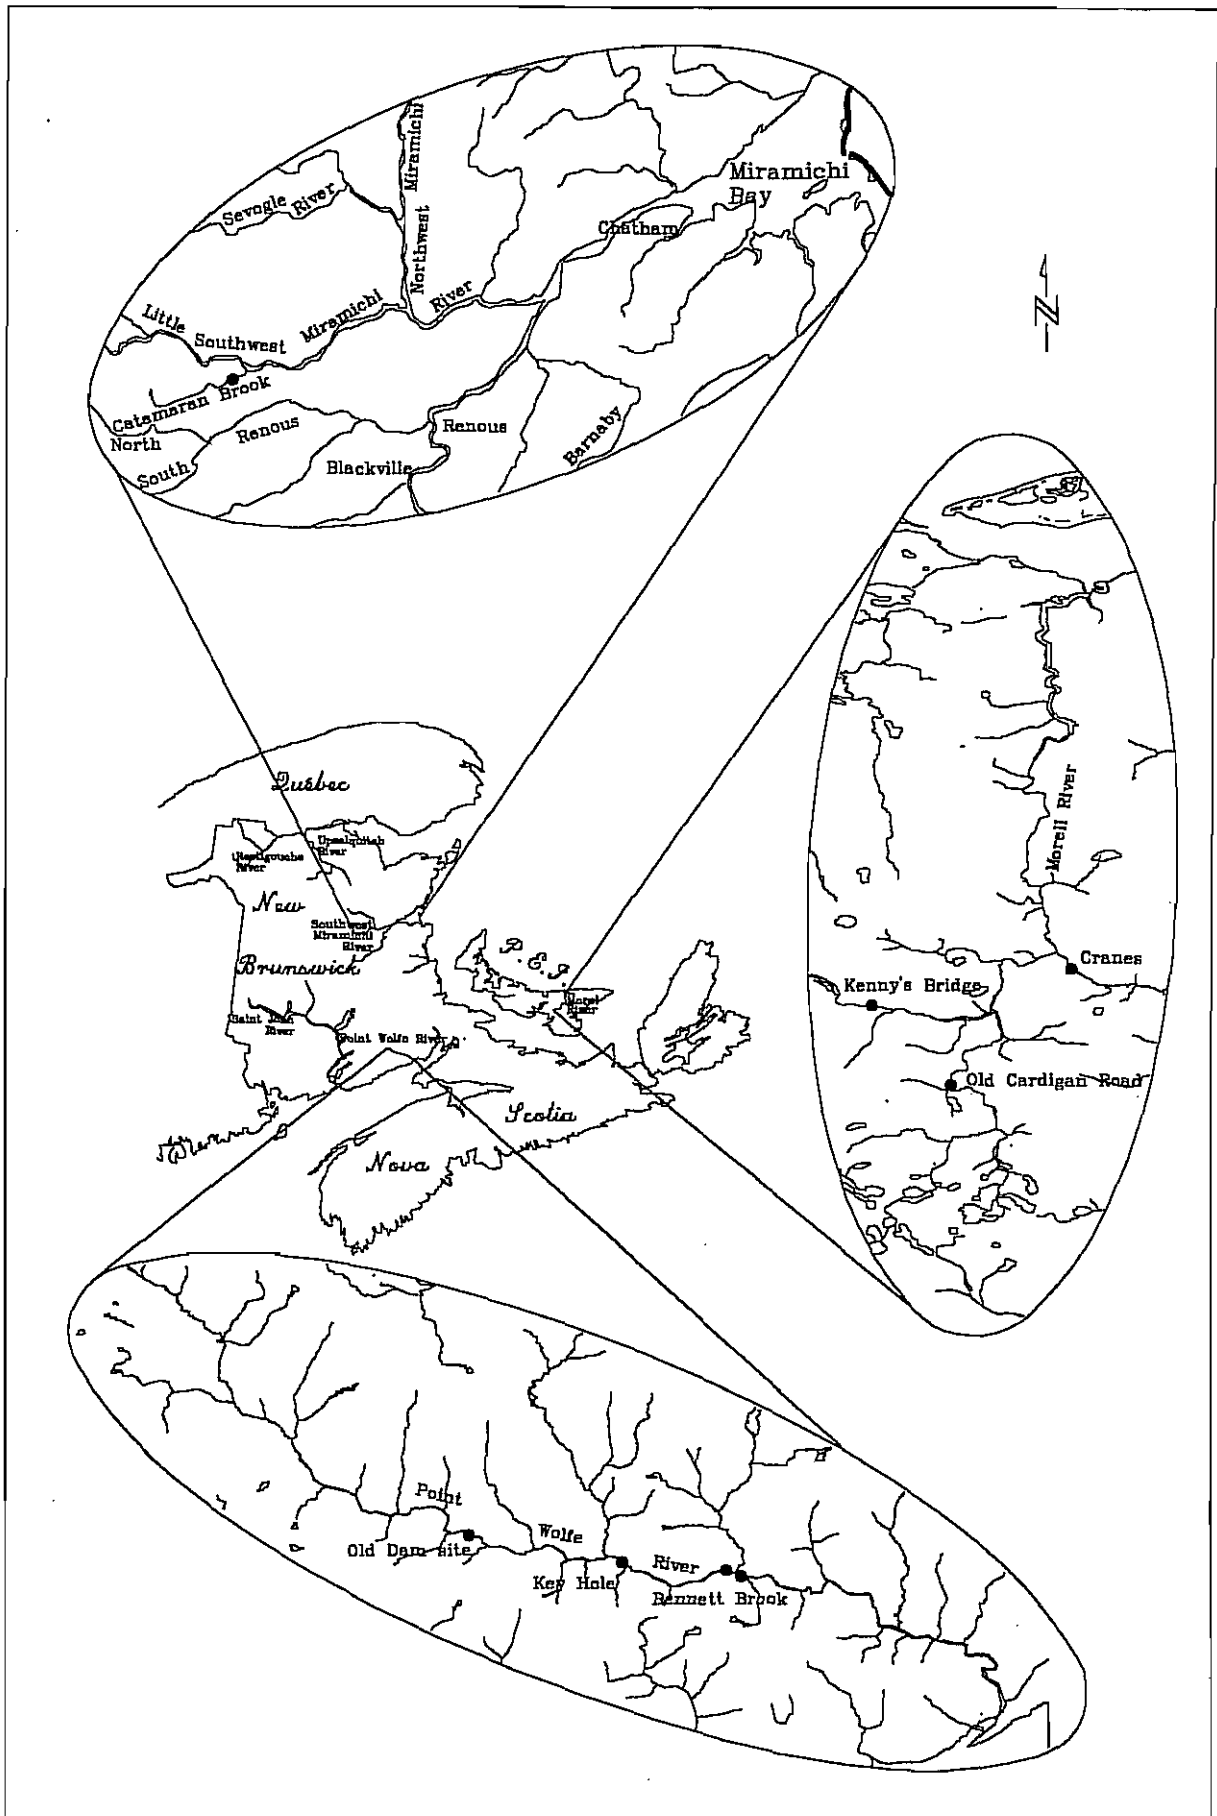 Miramichi
Northwest
Miramichi
Bay
Sevogle River
Chatham
Little Southwest Miramichi River
Catamaran Brook
North
South
Renous
Renous
Blackville
Barnaby
N
Québec
Restigouche
River
Upsalquitch
River
New
Brunswick
Southwest
Miramichi
River
P.E.I.
Morell
River
Saint John
River
Point Wolfe River
Nova
Scotia
Morell River
Cranes
Kenny's Bridge
Old Cardigan Road
Point Wolfe River
Old Dam site
Key Hole
Bennett Brook